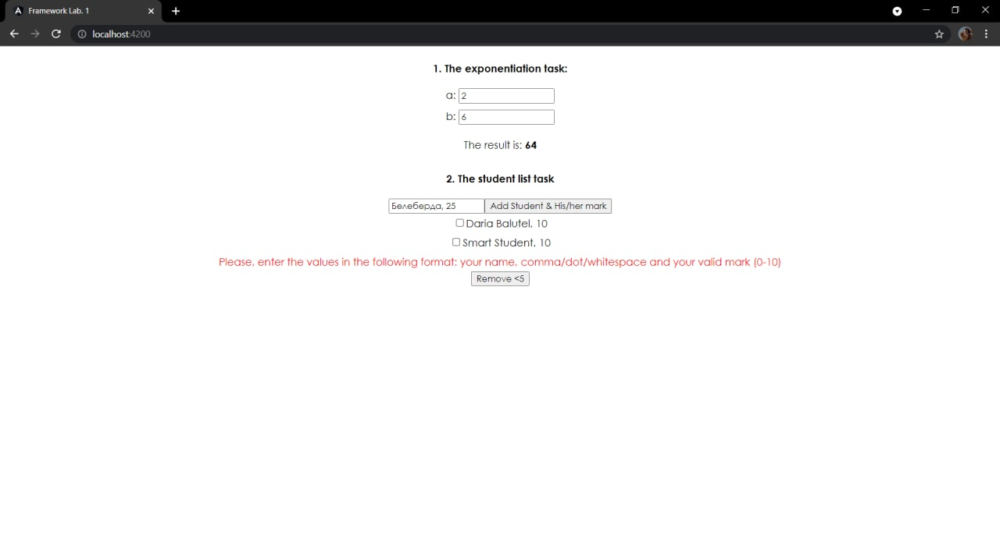 Framework Lab. 1
localhost:4200
1. The exponentiation task:
a: 2
b: 6
The result is: 64
2. The student list task
Белеберда, 25 Add Student & His/her mark
Daria Balutel, 10
Smart Student, 10
Please, enter the values in the following format: your name, comma/dot/whitespace and your valid mark (0-10)
Remove <5